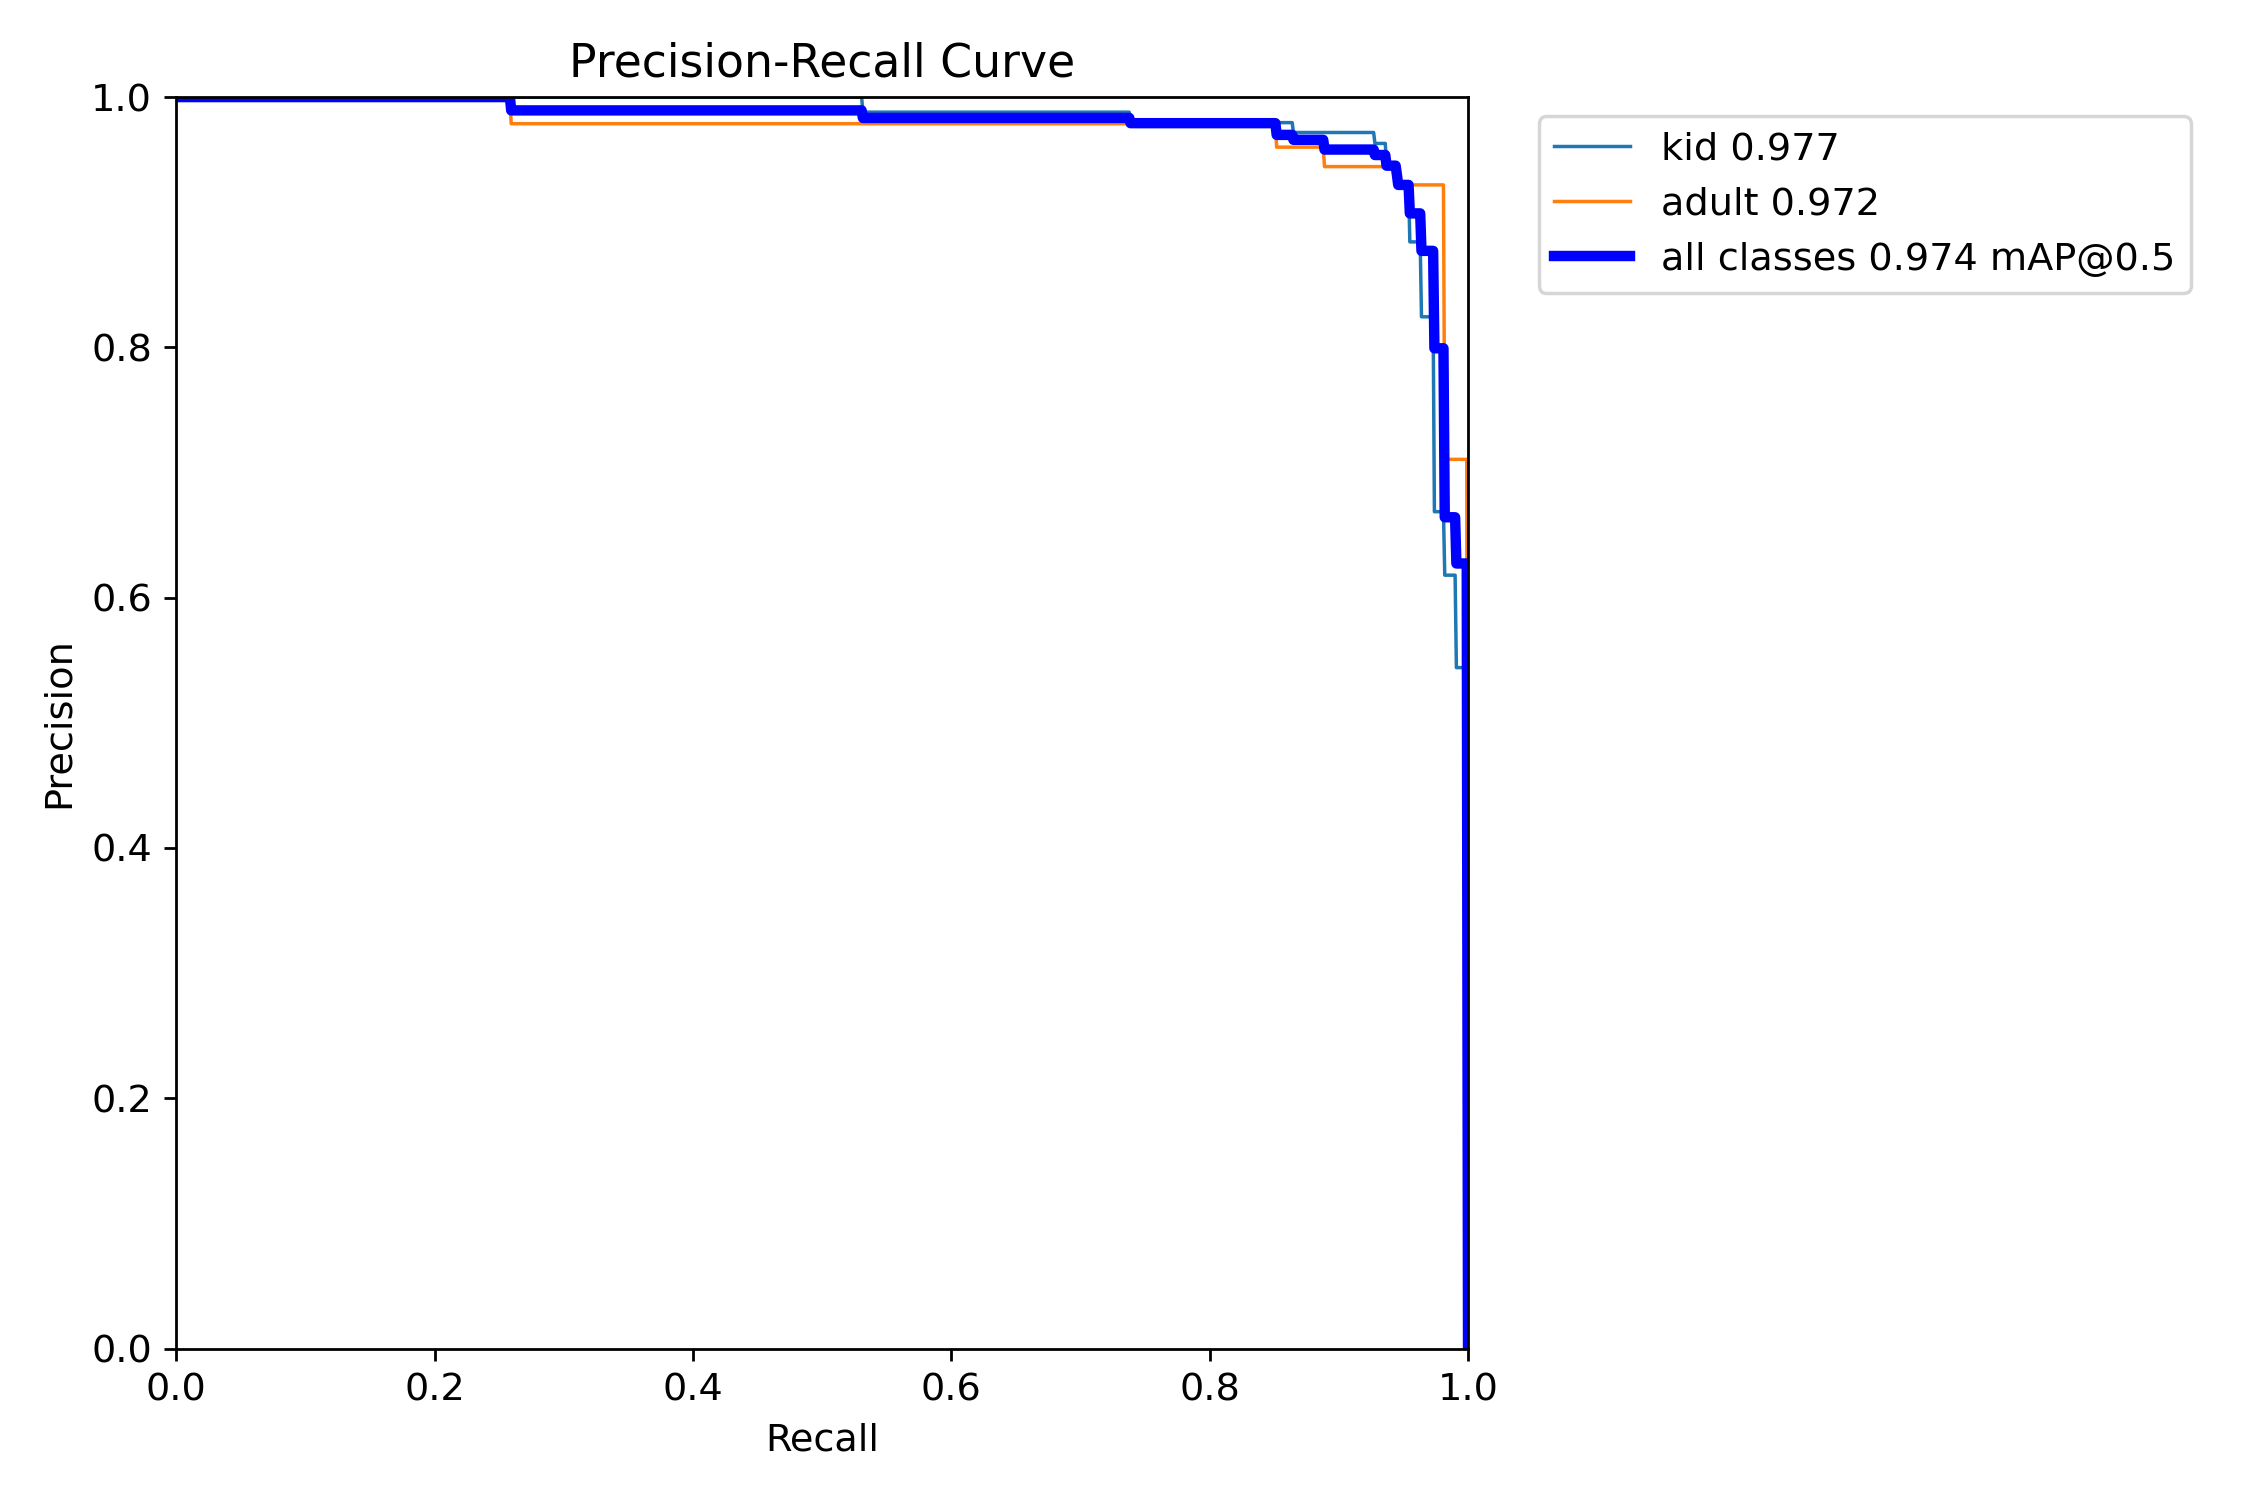 Precision-Recall Curve
1.0
0.8
0.6
0.4
0.2
0.0
Precision
0.0 0.2 0.4 0.6 0.8 1.0
Recall
kid 0.977
adult 0.972
all classes 0.974 mAP@0.5